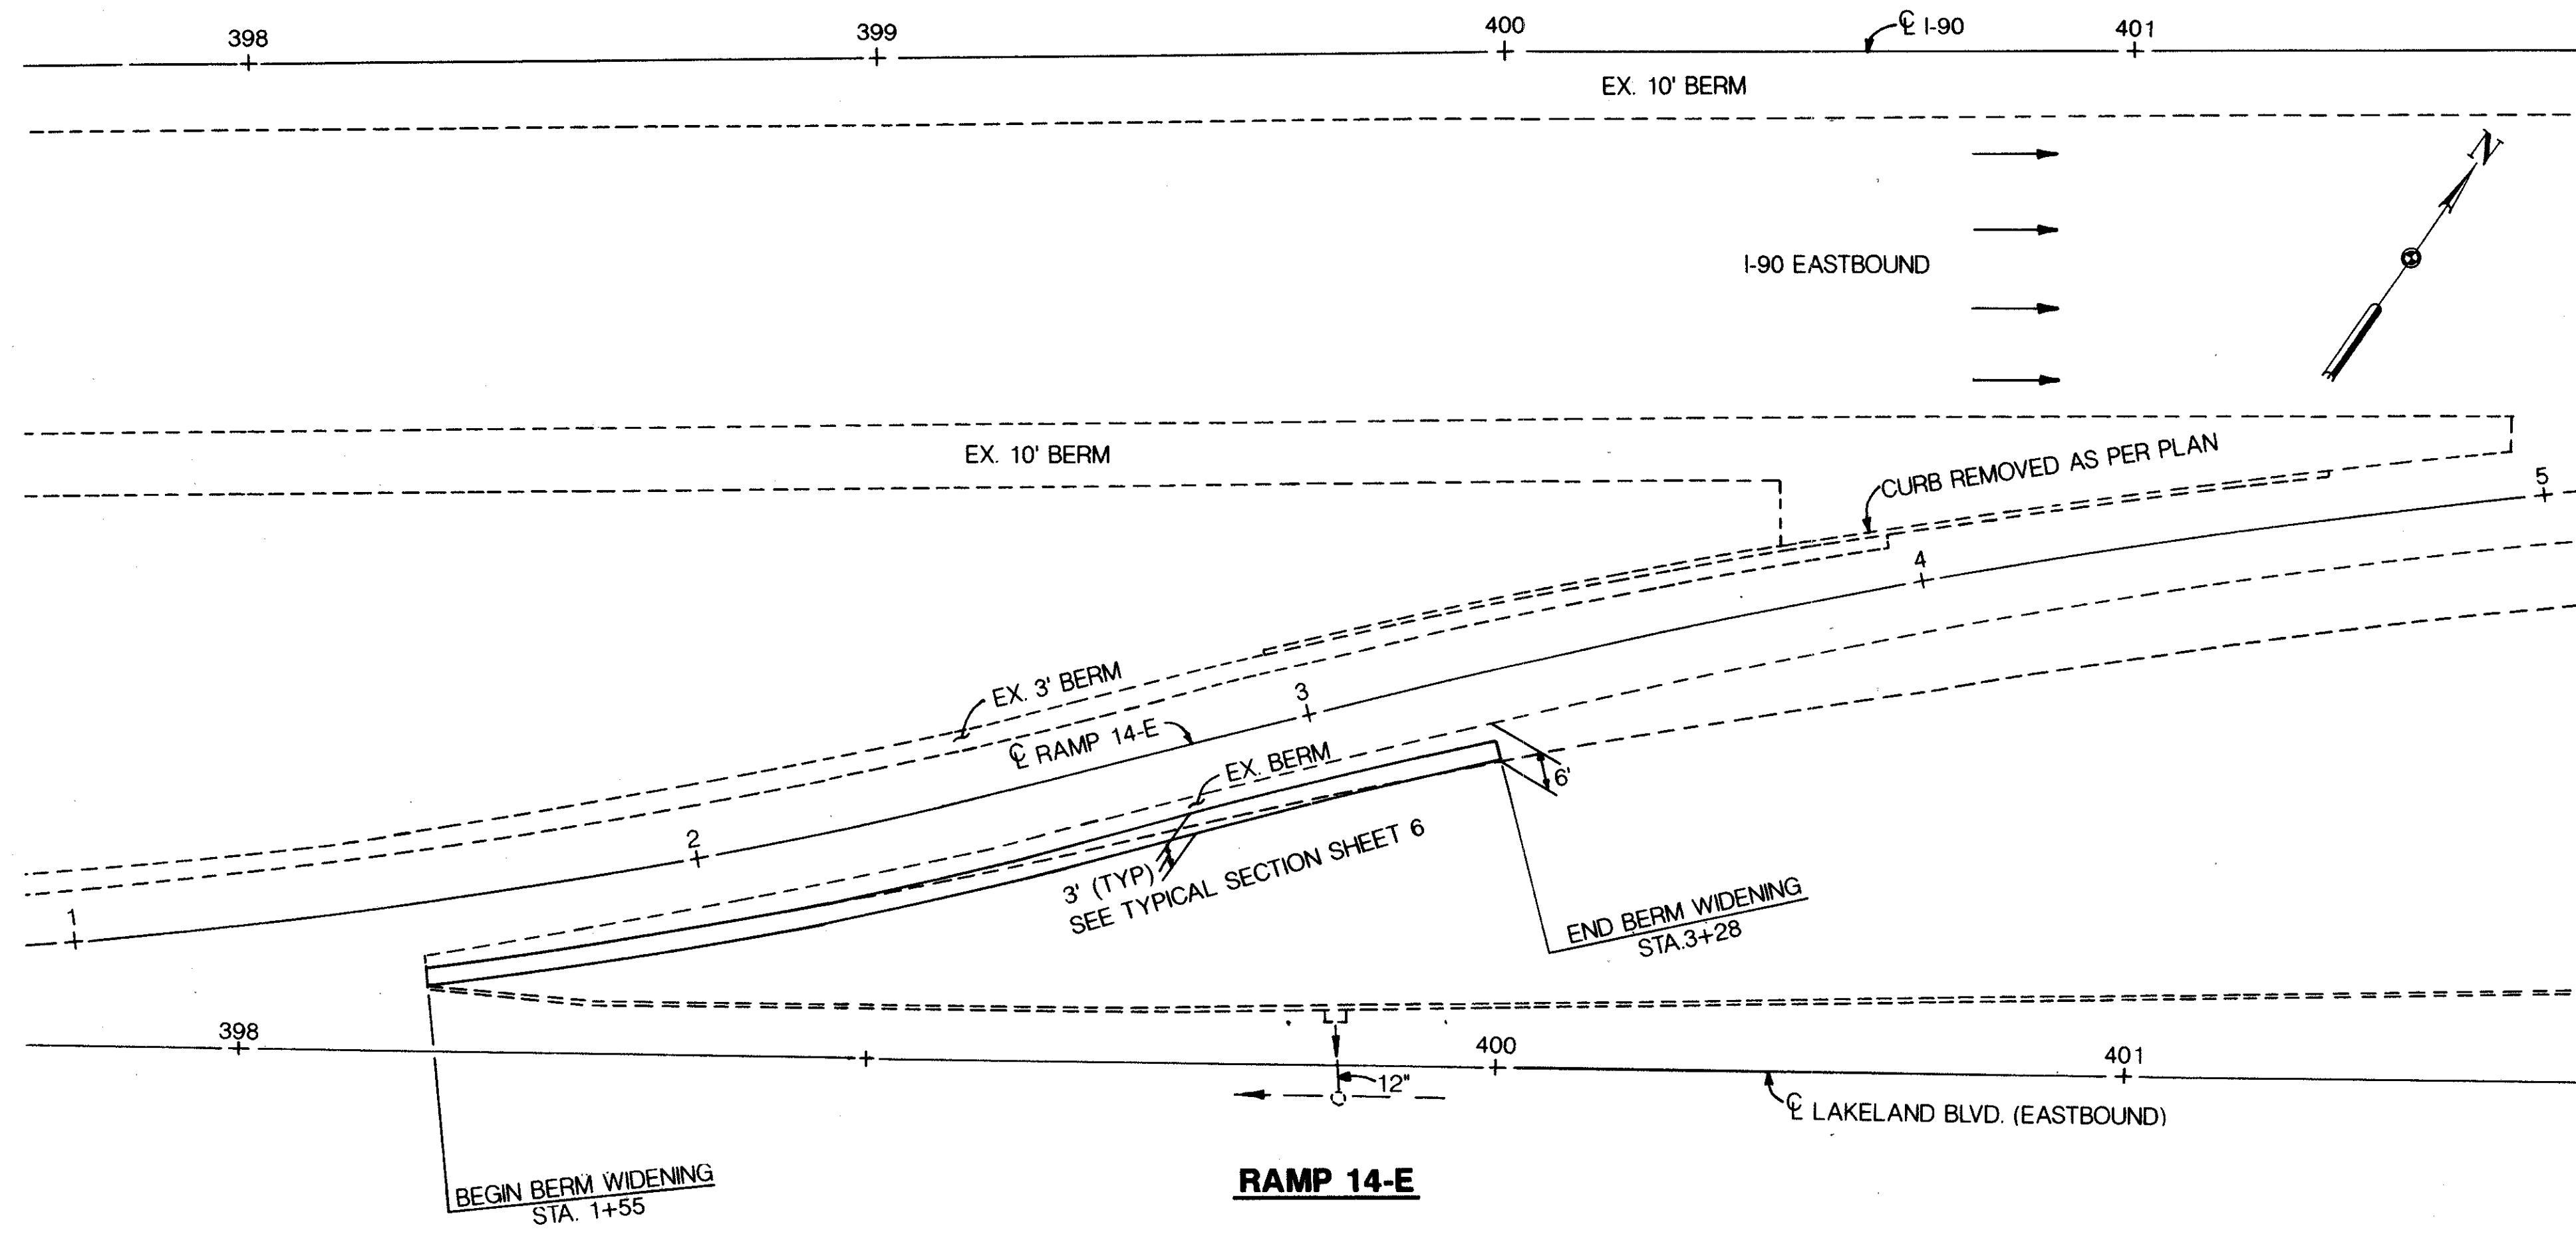 398
399
400
℄ I-90
401
EX. 10' BERM
N
I-90 EASTBOUND
EX. 10' BERM
CURB REMOVED AS PER PLAN
5
4
EX. 3' BERM
3
℄ RAMP 14-E
EX. BERM
6'
2
3' (TYP)
SEE TYPICAL SECTION SHEET 6
1
END BERM WIDENING
STA.3+28
398
400
401
12"
℄ LAKELAND BLVD. (EASTBOUND)
BEGIN BERM WIDENING
STA. 1+55
RAMP 14-E